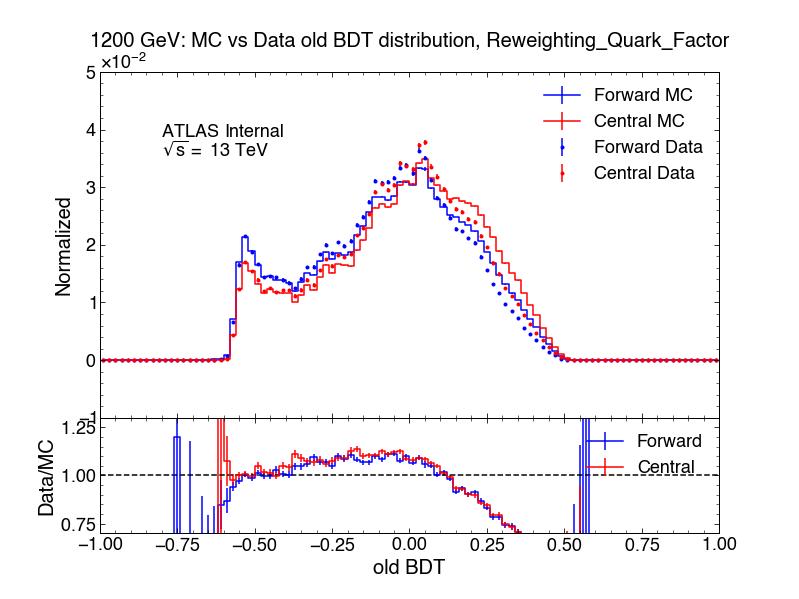 1200 GeV: MC vs Data old BDT distribution, Reweighting_Quark_Factor
×10−2
5
4
3
2
1
0
−1
Normalized
ATLAS Internal
√s = 13 TeV
Forward MC
Central MC
Forward Data
Central Data
1.25
1.00
0.75
Data/MC
Forward
Central
−1.00 −0.75 −0.50 −0.25 0.00 0.25 0.50 0.75 1.00
old BDT